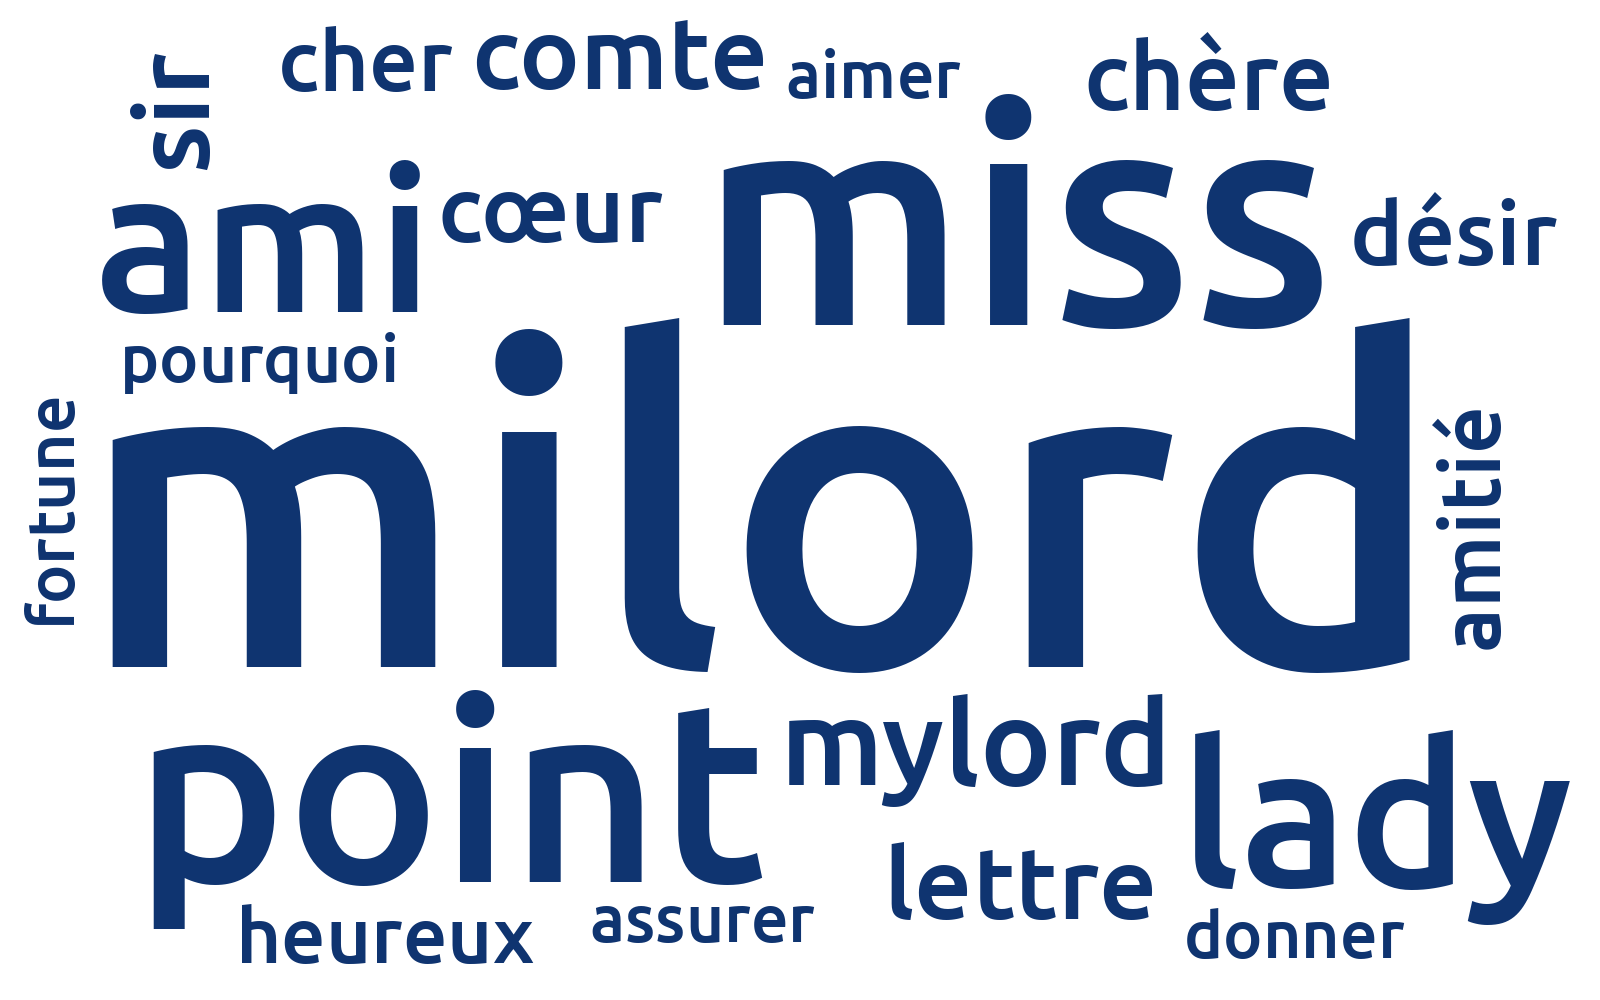 sir
cher
comte
aimer
chère
ami
cœur
miss
désir
pourquoi
milord
fortune
amitié
point
mylord
lady
lettre
heureux
assurer
donner